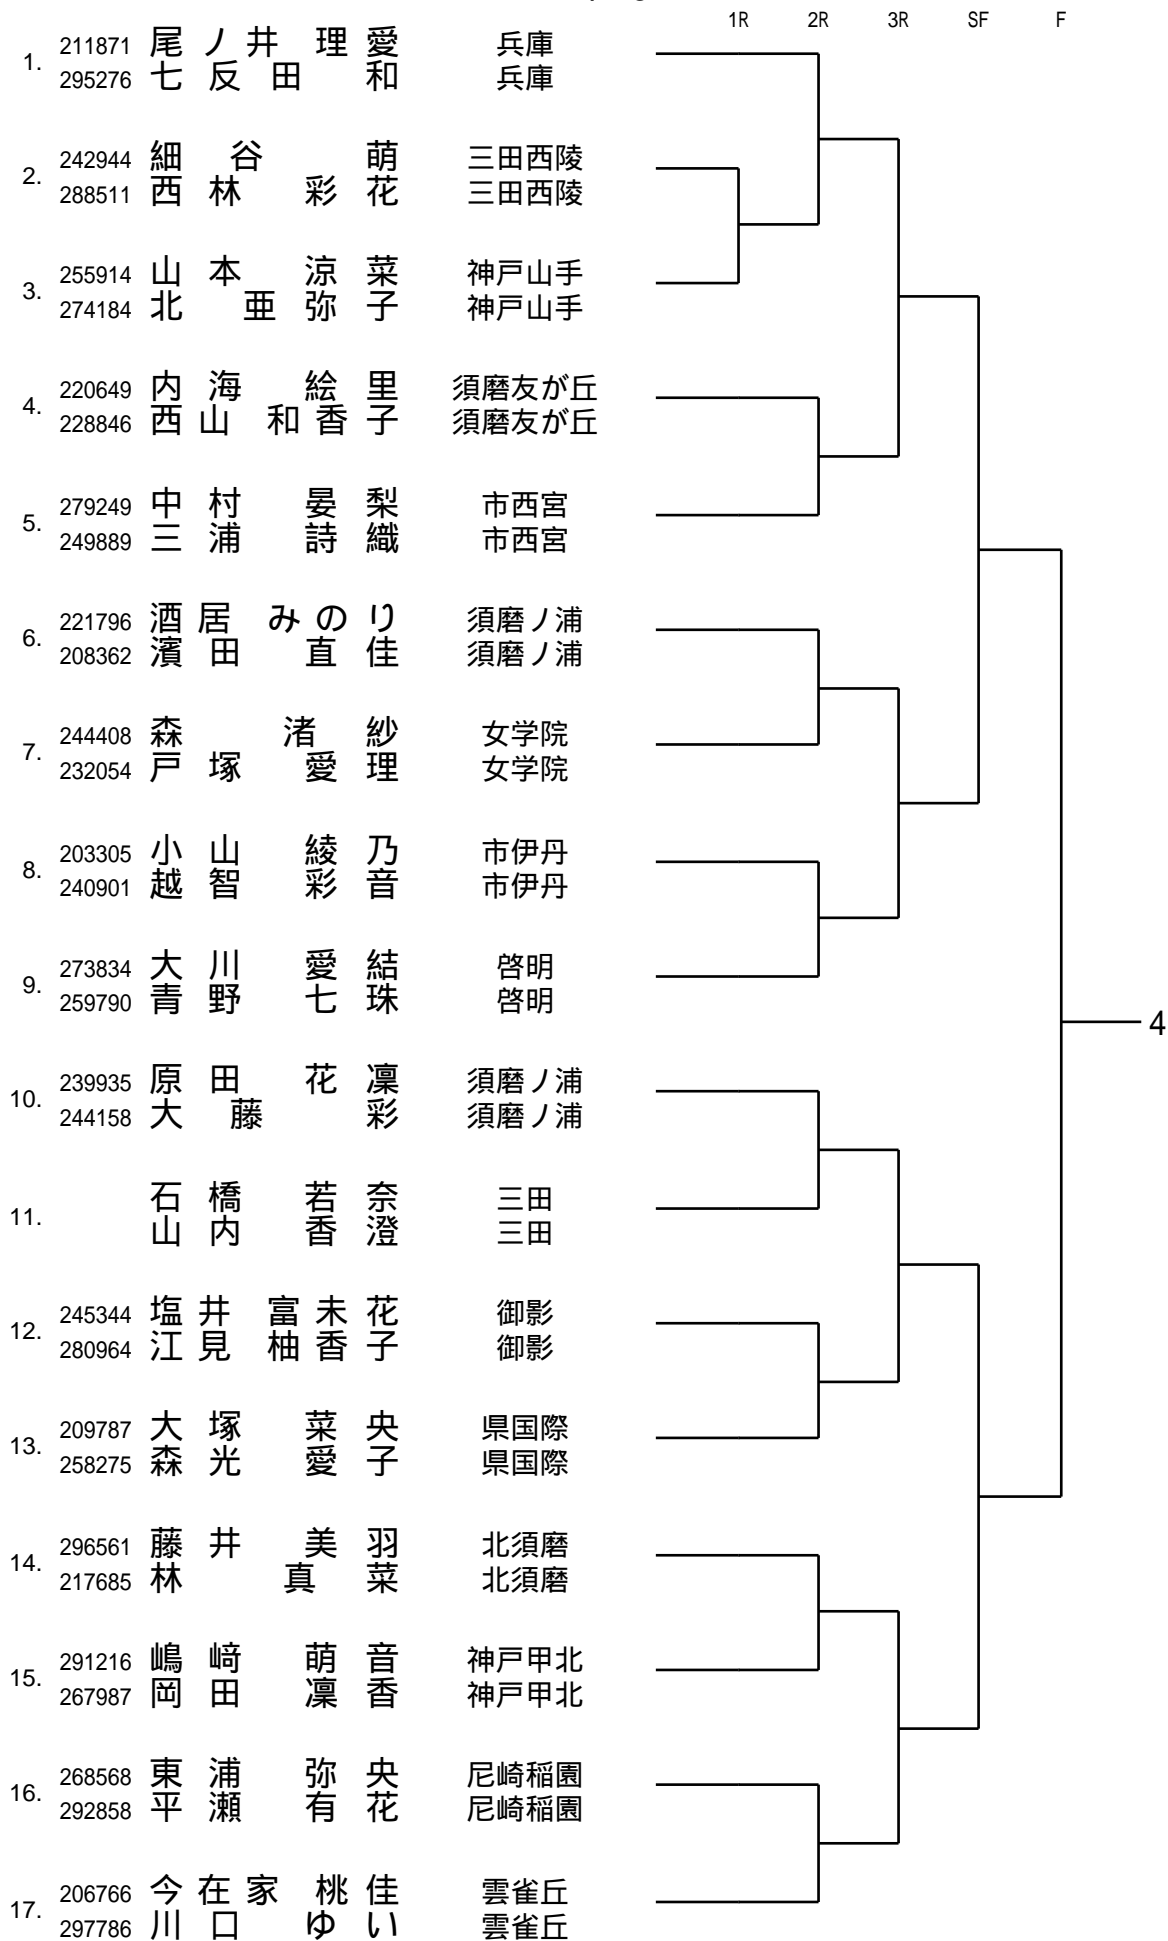 1R 2R 3R SF F
1. 211871 尾ノ井 理愛 兵庫
295276 七反田 和 兵庫
2. 242944 細谷 萌 三田西陵
288511 西林 彩花 三田西陵
3. 255914 山本 涼菜 神戸山手
274184 北 亜弥子 神戸山手
4. 220649 内海 絵里 須磨友が丘
228846 西山 和香子 須磨友が丘
5. 279249 中村 晏梨 市西宮
249889 三浦 詩織 市西宮
6. 221796 酒居 みのり 須磨ノ浦
208362 濱田 直佳 須磨ノ浦
7. 244408 森 渚紗 女学院
232054 戸塚 愛理 女学院
8. 203305 小山 綾乃 市伊丹
240901 越智 彩音 市伊丹
9. 273834 大川 愛結 啓明
259790 青野 七珠 啓明
4
10. 239935 原田 花凜 須磨ノ浦
244158 大藤 彩 須磨ノ浦
11. 石橋 若奈 三田
山内 香澄 三田
12. 245344 塩井 富未花 御影
280964 江見 柚香子 御影
13. 209787 大塚 菜央 県国際
258275 森光 愛子 県国際
14. 296561 藤井 美羽 北須磨
217685 林 真菜 北須磨
15. 291216 嶋﨑 萌音 神戸甲北
267987 岡田 凜香 神戸甲北
16. 268568 東浦 弥央 尼崎稲園
292858 平瀬 有花 尼崎稲園
17. 206766 今在家 桃佳 雲雀丘
297786 川口 ゆい 雲雀丘